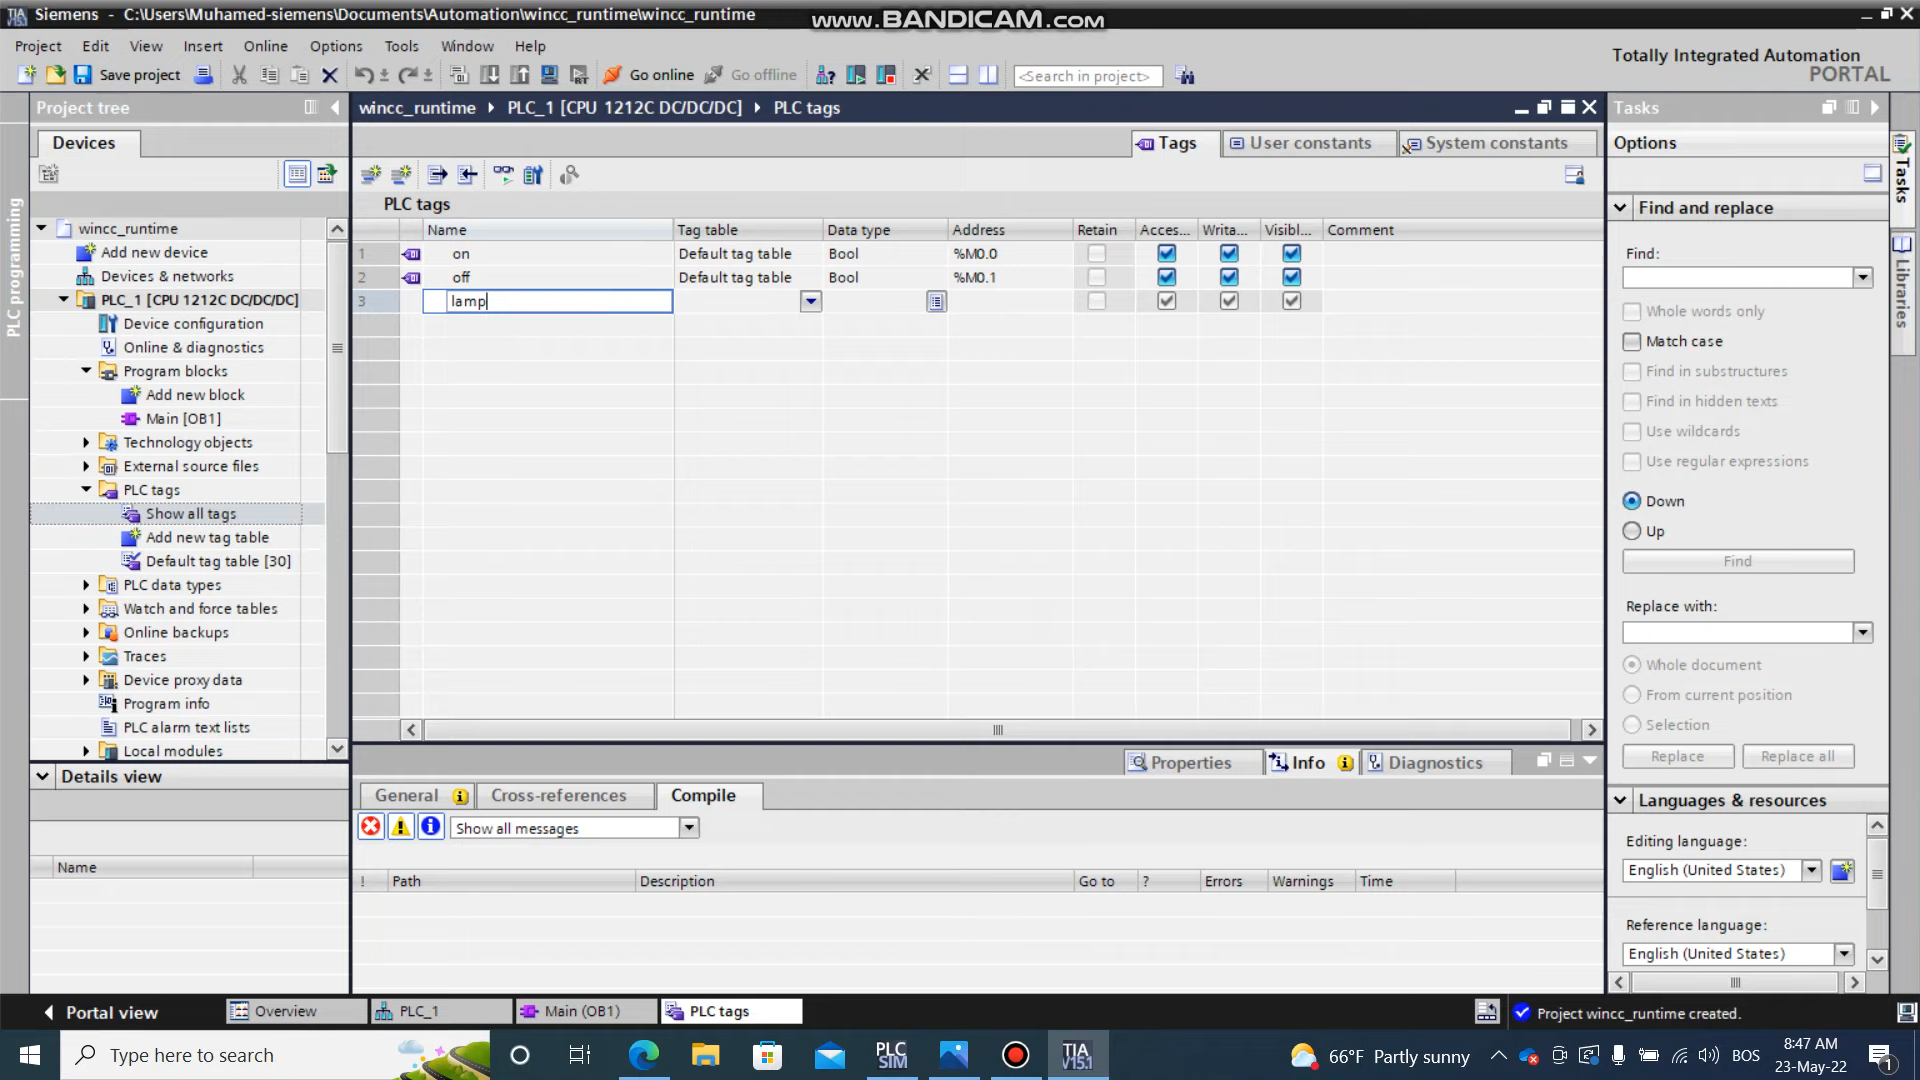 Siemens - C:\Users\Muhamed-siemens\Documents\Automation\wincc_runtime\wincc_runtime
www.BANDICAM.com
Project Edit View Insert Online Options Tools Window Help
Totally Integrated Automation
PORTAL
Save project Go online Go offline <Search in project>
Project tree
wincc_runtime PLC_1 [CPU 1212C DC/DC/DC] PLC tags
Tasks
Devices
Tags User constants System constants
Options
PLC programming
Tasks
Libraries
PLC tags
Find and replace
Name Tag table Data type Address Retain Acces... Writa... Visibl... Comment
1 on Default tag table Bool %M0.0
2 off Default tag table Bool %M0.1
3 lamp
wincc_runtime
Add new device
Devices & networks
PLC_1 [CPU 1212C DC/DC/DC]
Device configuration
Online & diagnostics
Program blocks
Add new block
Main [OB1]
Technology objects
External source files
PLC tags
Show all tags
Add new tag table
Default tag table [30]
PLC data types
Watch and force tables
Online backups
Traces
Device proxy data
Program info
PLC alarm text lists
Local modules
Find:
Whole words only
Match case
Find in substructures
Find in hidden texts
Use wildcards
Use regular expressions
Down
Up
Find
Replace with:
Whole document
From current position
Selection
Replace Replace all
Details view
Name
Properties Info Diagnostics
General Cross-references Compile
Show all messages
! Path Description Go to ? Errors Warnings Time
Languages & resources
Editing language:
English (United States)
Reference language:
English (United States)
Portal view Overview PLC_1 Main (OB1) PLC tags
Project wincc_runtime created.
Type here to search
PLC
SIM
TIA
V15.1
66°F Partly sunny
BOS
8:47 AM
23-May-22
1